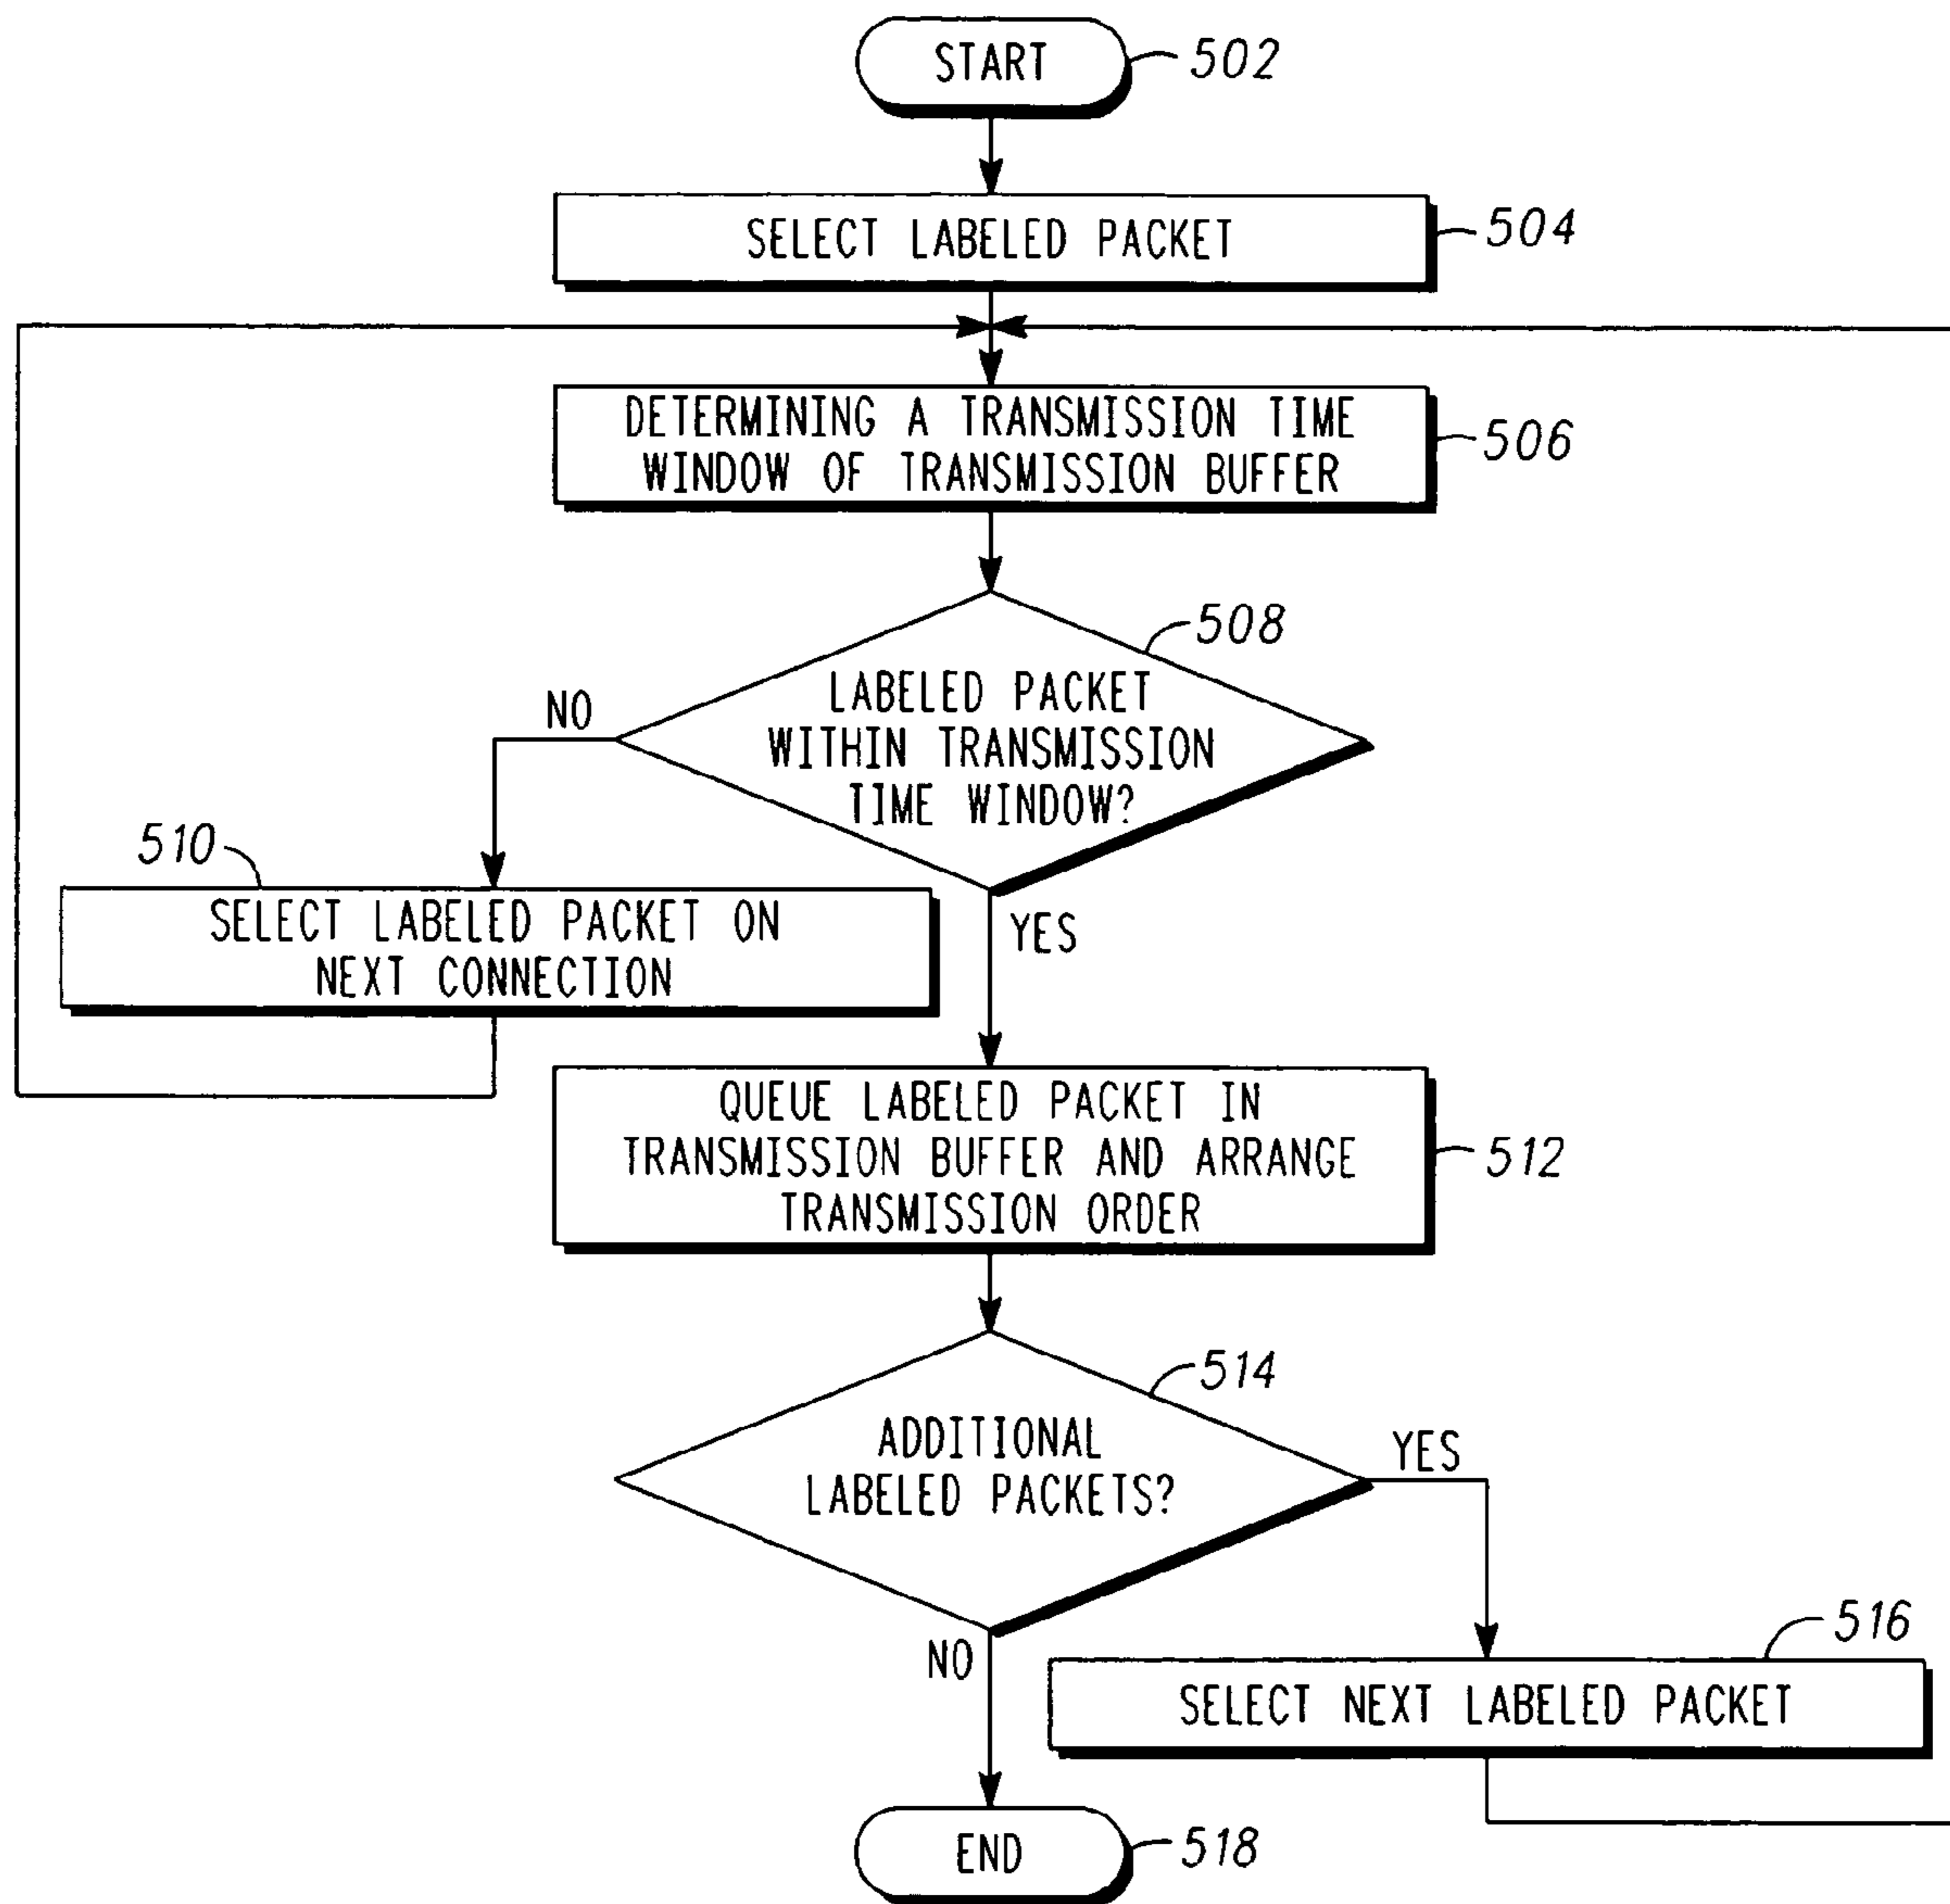 START
502
SELECT LABELED PACKET
504
DETERMINING A TRANSMISSION TIME
WINDOW OF TRANSMISSION BUFFER
506
508
LABELED PACKET
WITHIN TRANSMISSION
TIME WINDOW?
NO
YES
510
SELECT LABELED PACKET ON
NEXT CONNECTION
QUEUE LABELED PACKET IN
TRANSMISSION BUFFER AND ARRANGE
TRANSMISSION ORDER
512
514
ADDITIONAL
LABELED PACKETS?
YES
NO
516
SELECT NEXT LABELED PACKET
END
518